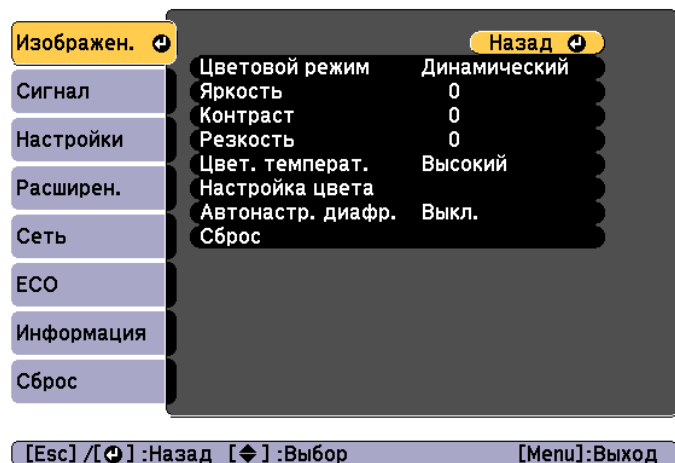 Изображен.
Сигнал
Настройки
Расширен.
Сеть
ECO
Информация
Сброс
Назад
Цветовой режим Динамический
Яркость 0
Контраст 0
Резкость 0
Цвет. температ. Высокий
Настройка цвета
Автонастр. диафр. Выкл.
Сброс
[Esc] /[ ] :Назад [ ] :Выбор [Menu]:Выход